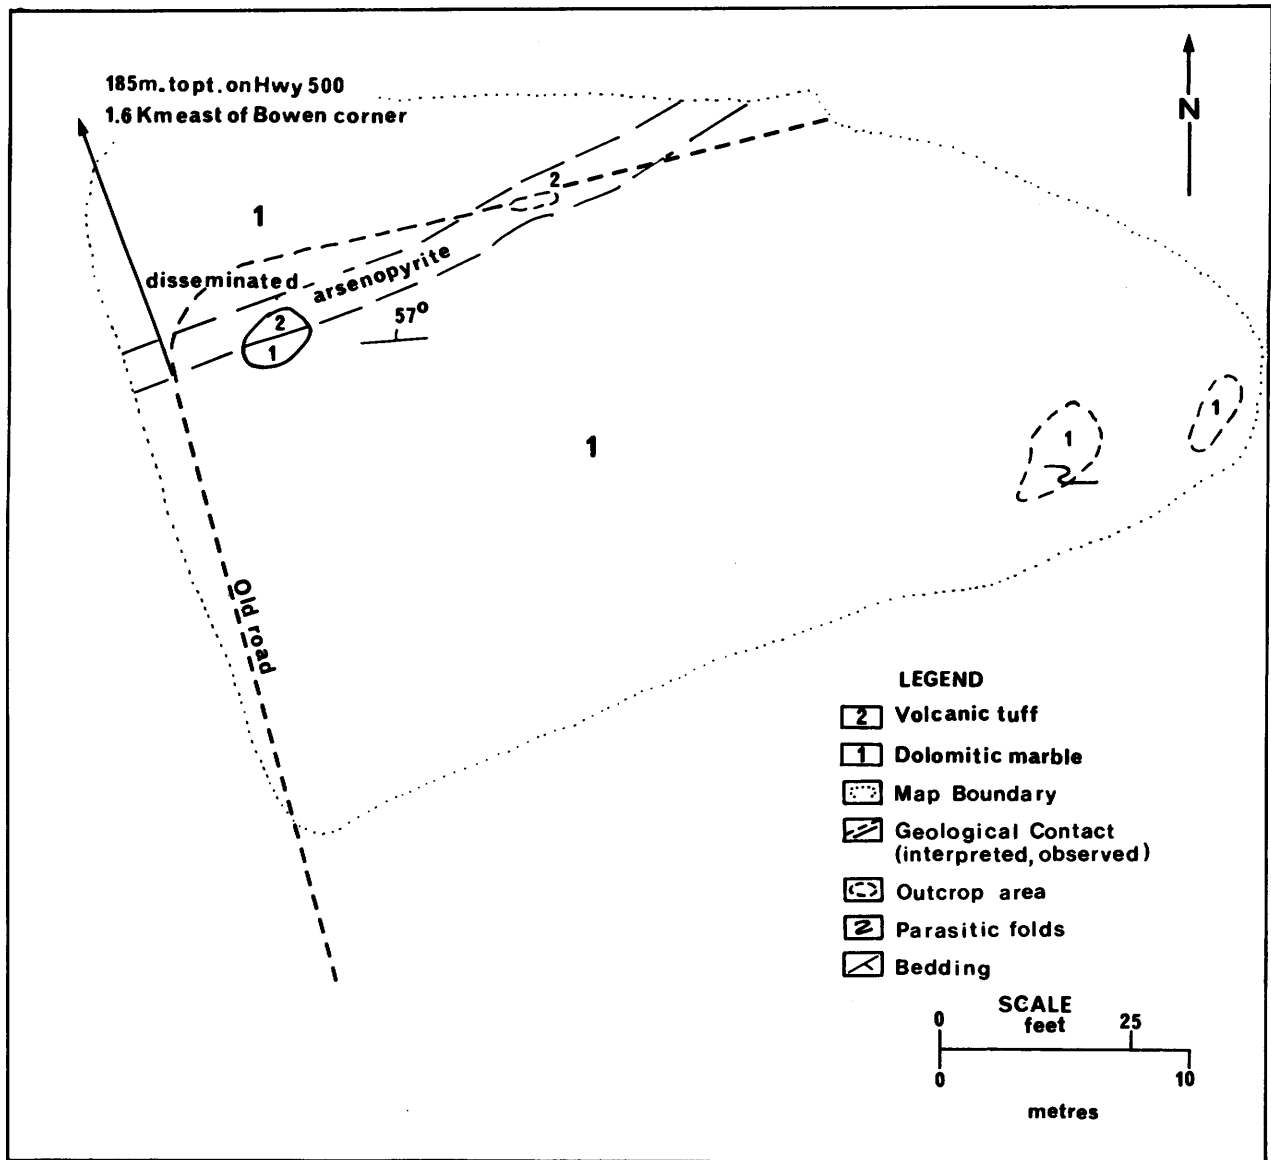 185m. to pt. on Hwy 500
1.6 Km east of Bowen corner
N
2
1
disseminated arsenopyrite
2
1
57°
1
1
1
Old road
LEGEND
2 Volcanic tuff
1 Dolomitic marble
Map Boundary
Geological Contact
(interpreted, observed)
Outcrop area
Parasitic folds
Bedding
SCALE
feet
0 25
0 10
metres